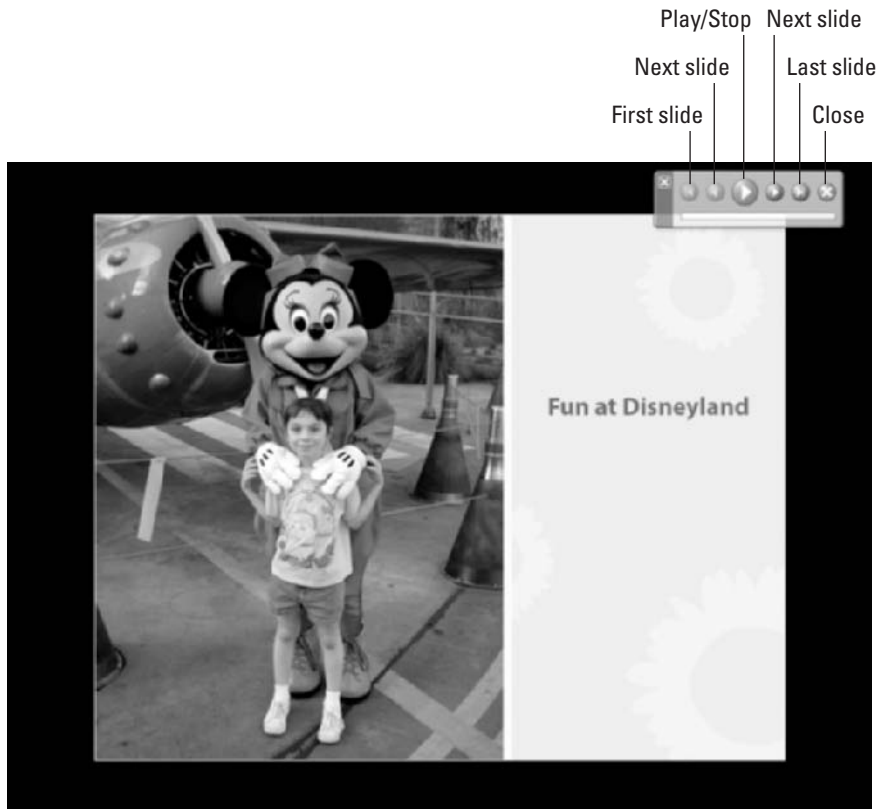 Play/Stop Next slide
Next slide Last slide
First slide Close
Fun at Disneyland